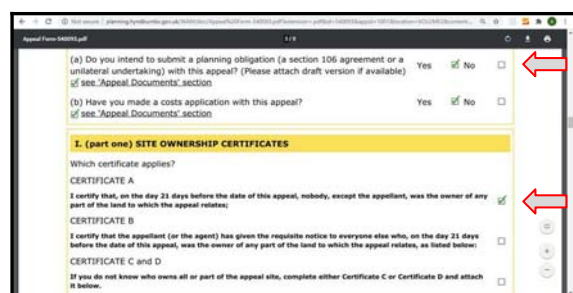 Not secure
planning.hyndburnbc.gov.uk
Appeal Form-540093.pdf
(a) Do you intend to submit a planning obligation (a section 106 agreement or a
unilateral undertaking) with this appeal? (Please attach draft version if available)
Yes No
see 'Appeal Documents' section
(b) Have you made a costs application with this appeal?
Yes No
see 'Appeal Documents' section
I. (part one) SITE OWNERSHIP CERTIFICATES
Which certificate applies?
CERTIFICATE A
I certify that, on the day 21 days before the date of this appeal, nobody, except the appellant, was the owner of any
part of the land to which the appeal relates;
CERTIFICATE B
I certify that the appellant (or the agent) has given the requisite notice to everyone else who, on the day 21 days
before the date of this appeal, was the owner of any part of the land to which the appeal relates, as listed below:
CERTIFICATE C and D
If you do not know who owns all or part of the appeal site, complete either Certificate C or Certificate D and attach
it below.